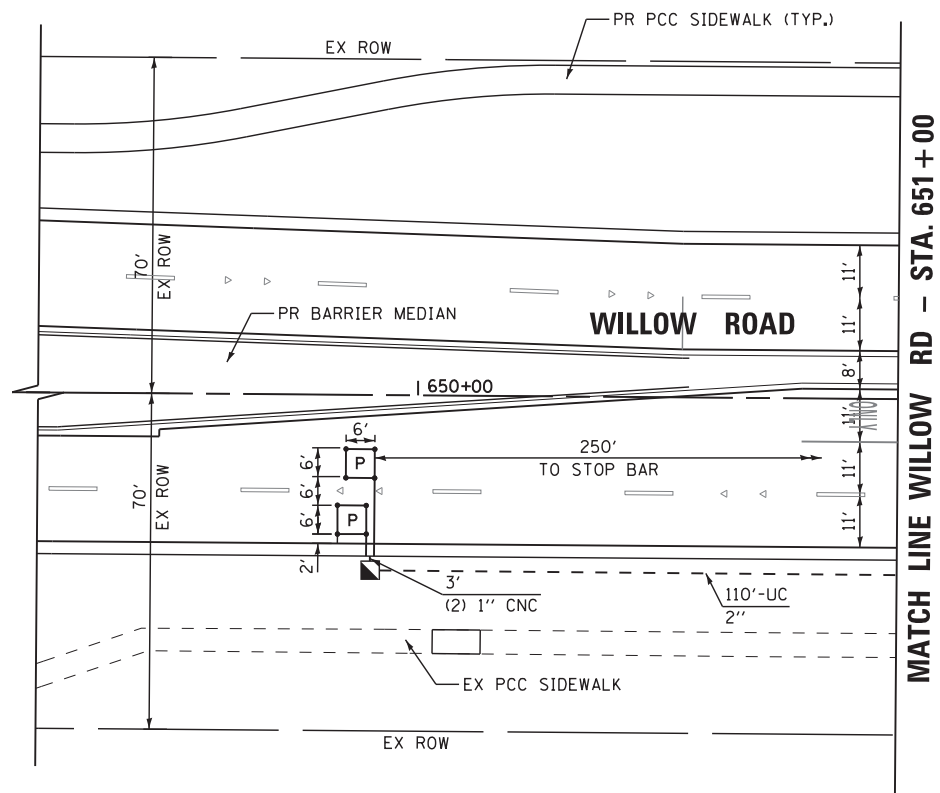 PR PCC SIDEWALK (TYP.)
EX ROW
70'
EX ROW
PR BARRIER MEDIAN
WILLOW ROAD
11'
11'
8'
11'
11'
11'
650+00
6'
250'
TO STOP BAR
6'
6'
6'
2'
P
P
70'
EX ROW
3'
(2) 1" CNC
110'-UC
2"
EX PCC SIDEWALK
EX ROW
MATCH LINE WILLOW RD - STA. 651+00